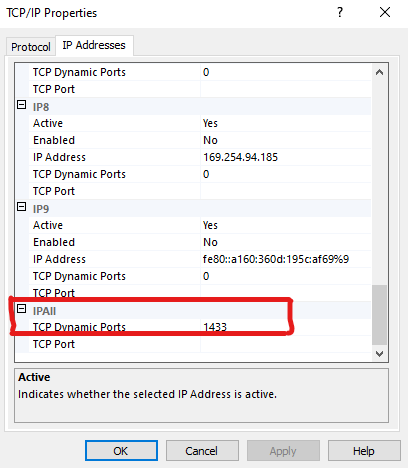 TCP/IP Properties
Protocol IP Addresses
TCP Dynamic Ports 0
TCP Port
IP8
Active Yes
Enabled No
IP Address 169.254.94.185
TCP Dynamic Ports 0
TCP Port
IP9
Active Yes
Enabled No
IP Address fe80::a160:360d:195c:af69%9
TCP Dynamic Ports 0
TCP Port
IPAll
TCP Dynamic Ports 1433
TCP Port
Active
Indicates whether the selected IP Address is active.
OK Cancel Apply Help